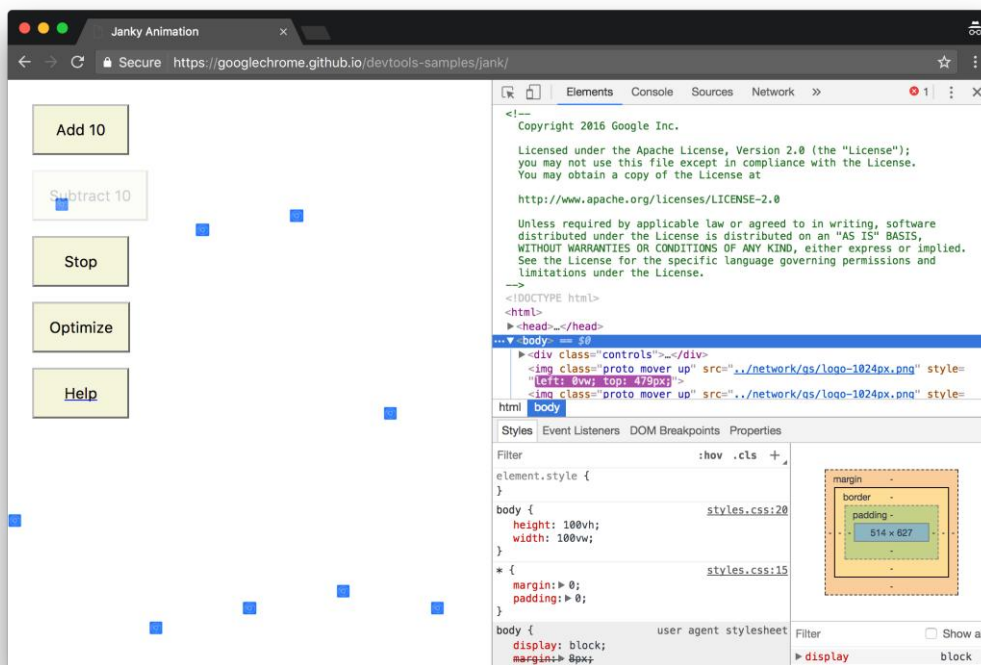 Janky Animation ×
Secure https://googlechrome.github.io/devtools-samples/jank/
Add 10
Subtract 10
Stop
Optimize
Help
Elements Console Sources Network » 1
<!--
Copyright 2016 Google Inc.
Licensed under the Apache License, Version 2.0 (the "License");
you may not use this file except in compliance with the License.
You may obtain a copy of the License at
http://www.apache.org/licenses/LICENSE-2.0
Unless required by applicable law or agreed to in writing, software
distributed under the License is distributed on an "AS IS" BASIS,
WITHOUT WARRANTIES OR CONDITIONS OF ANY KIND, either express or implied.
See the License for the specific language governing permissions and
limitations under the License.
-->
<!DOCTYPE html>
<html>
▶<head>…</head>
…▼<body> == $0
▶<div class="controls">…</div>
<img class="proto mover up" src="../network/gs/logo-1024px.png" style=
"left: 0vw; top: 479px;">
<img class="proto mover up" src="../network/gs/logo-1024px.png" style=
html body
Styles Event Listeners DOM Breakpoints Properties
Filter :hov .cls +
element.style {
}
body { styles.css:20
height: 100vh;
width: 100vw;
}
* { styles.css:15
margin:▶ 0;
padding:▶ 0;
}
body { user agent stylesheet
display: block;
margin:▶ 8px;
margin -
border -
padding -
- - - 514 × 627 - - -
-
-
-
Filter Show a
▶ display block